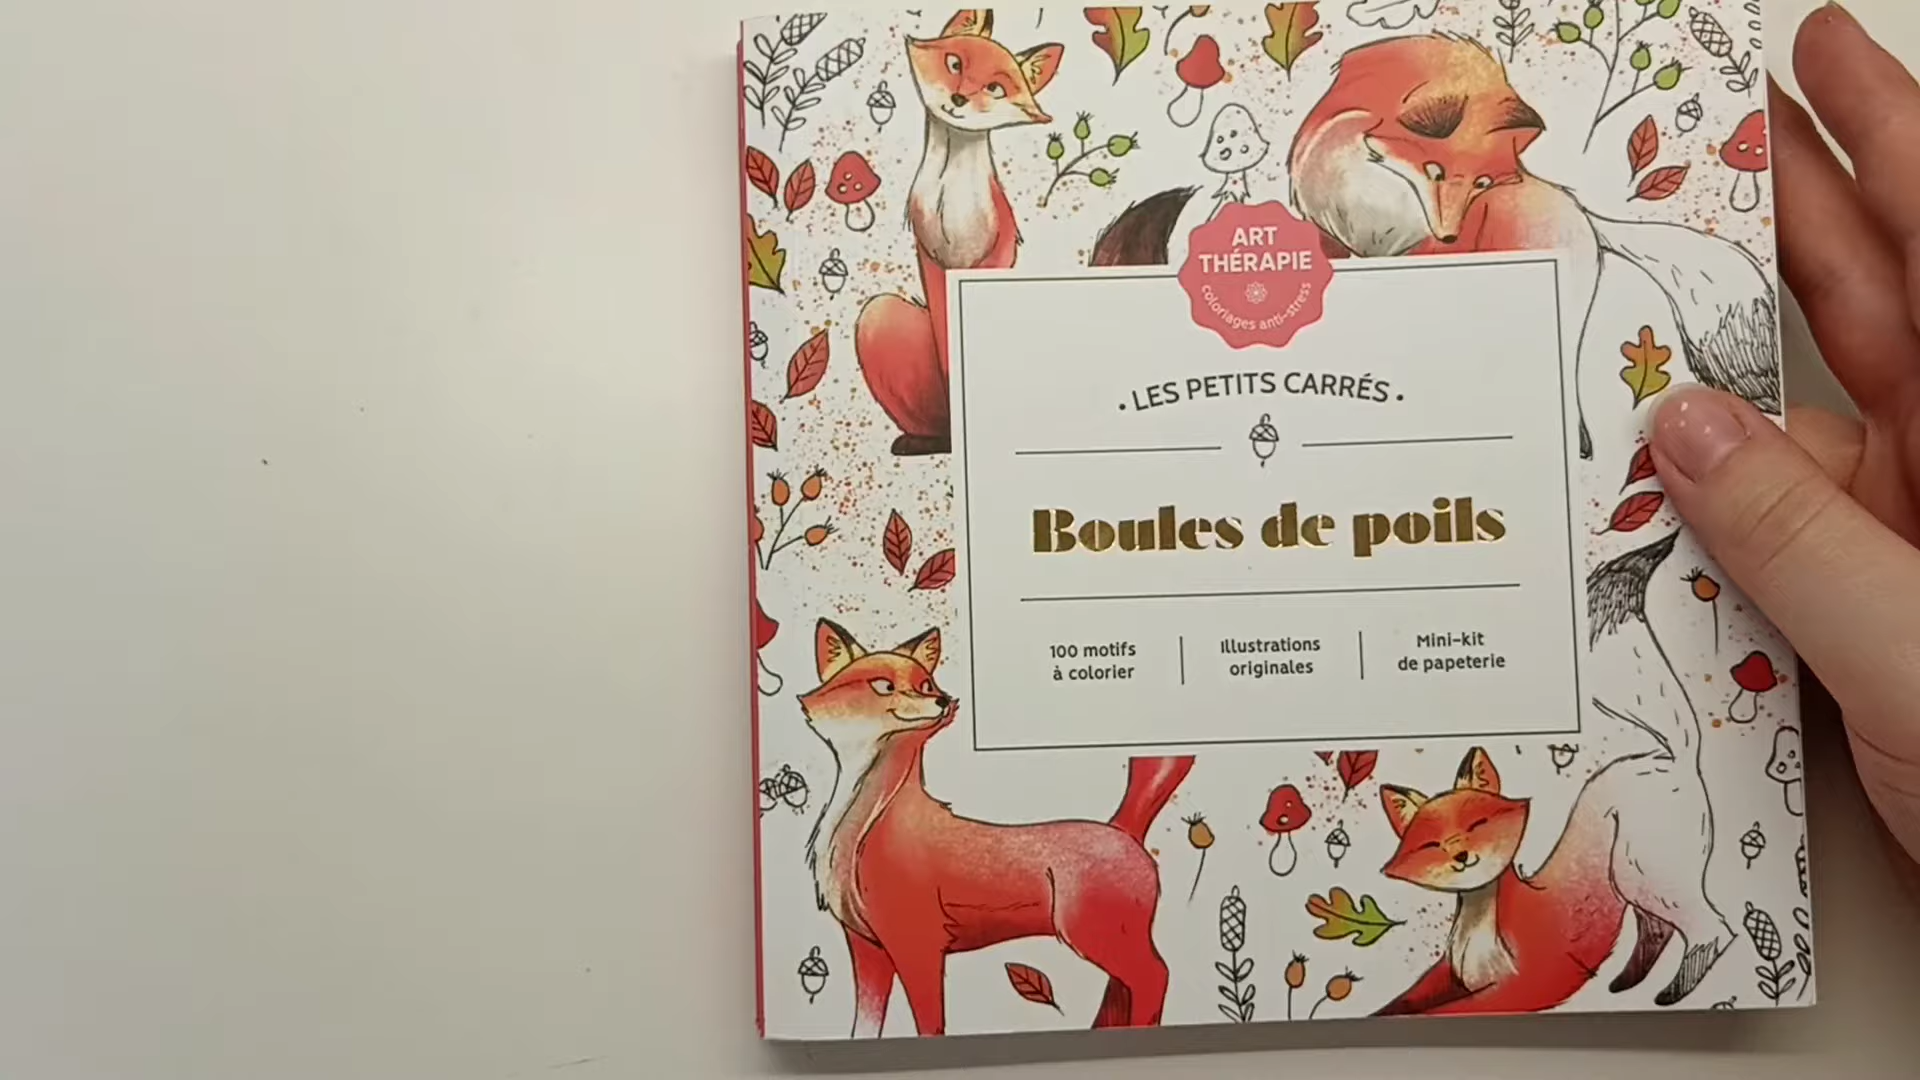 ART
THÉRAPIE
coloriages anti-stress
• LES PETITS CARRÉS •
Boules de poils
100 motifs
à colorier
Illustrations
originales
Mini-kit
de papeterie